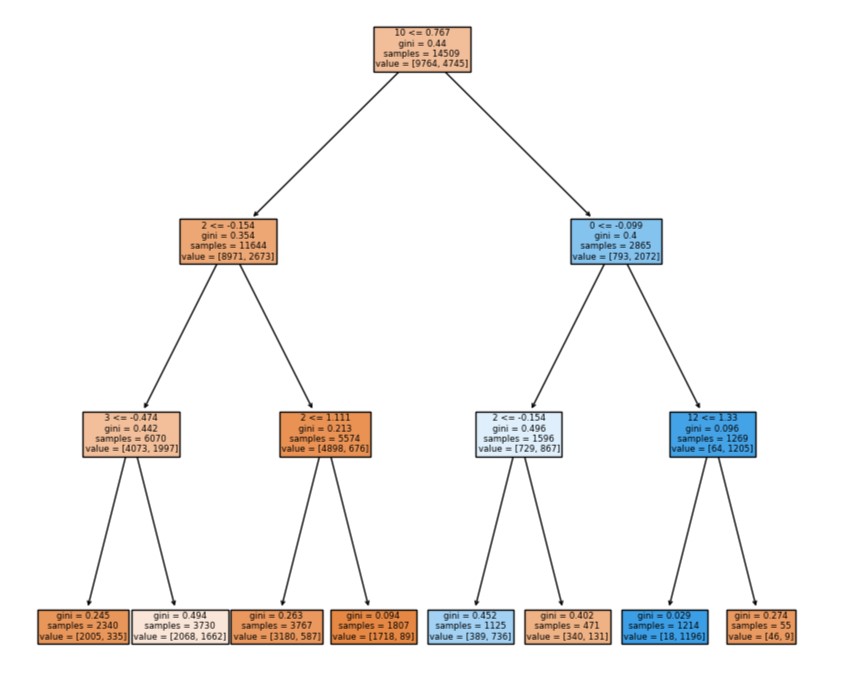 10 <= 0.767
gini = 0.44
samples = 14509
value = [9764, 4745]
2 <= -0.154
gini = 0.354
samples = 11644
value = [8971, 2673]
0 <= -0.099
gini = 0.4
samples = 2865
value = [793, 2072]
3 <= -0.474
gini = 0.442
samples = 6070
value = [4073, 1997]
2 <= 1.111
gini = 0.213
samples = 5574
value = [4898, 676]
2 <= -0.154
gini = 0.496
samples = 1596
value = [729, 867]
12 <= 1.33
gini = 0.096
samples = 1269
value = [64, 1205]
gini = 0.245
samples = 2340
value = [2005, 335]
gini = 0.494
samples = 3730
value = [2068, 1662]
gini = 0.263
samples = 3767
value = [3180, 587]
gini = 0.094
samples = 1807
value = [1718, 89]
gini = 0.452
samples = 1125
value = [389, 736]
gini = 0.402
samples = 471
value = [340, 131]
gini = 0.029
samples = 1214
value = [18, 1196]
gini = 0.274
samples = 55
value = [46, 9]